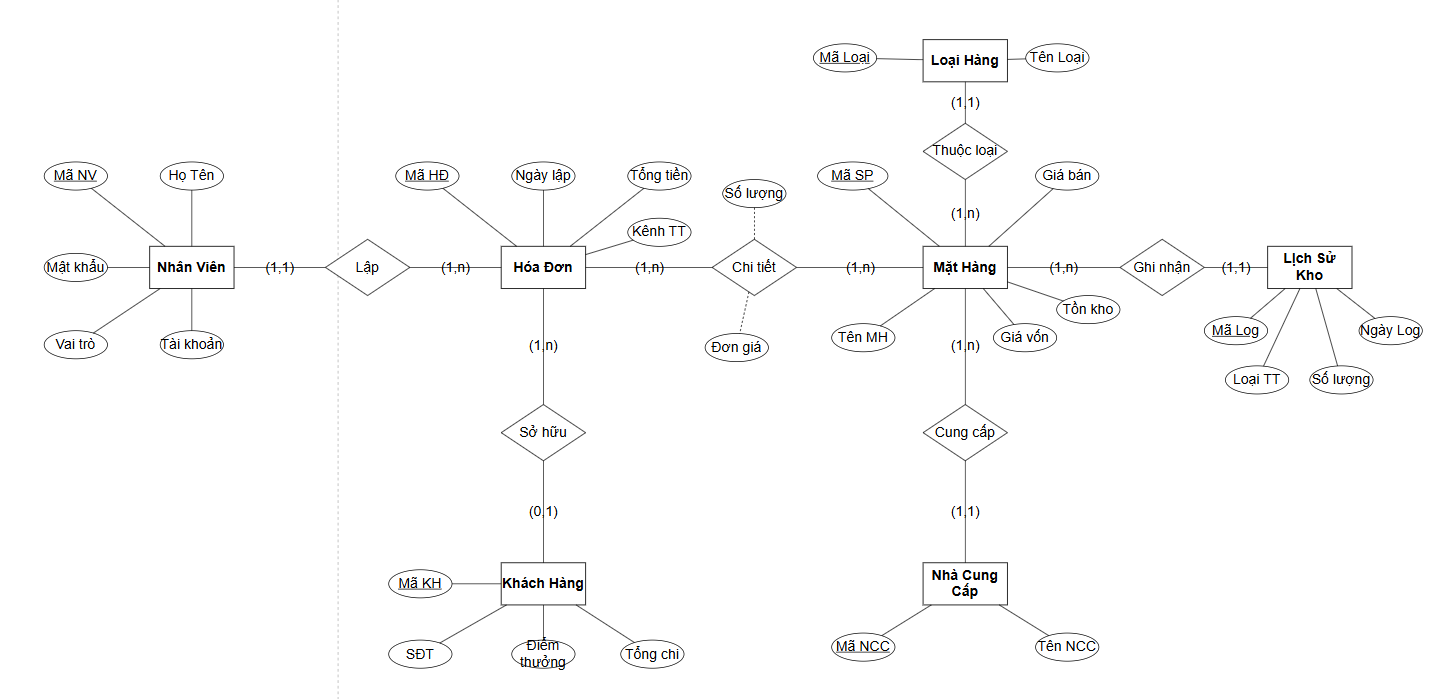 Mã Loại
Loại Hàng
Tên Loại
(1,1)
Thuộc loại
Mã NV
Họ Tên
Mã HĐ
Ngày lập
Tổng tiền
Số lượng
Mã SP
Giá bán
(1,n)
Kênh TT
Mật khẩu
Nhân Viên
(1,1)
Lập
(1,n)
Hóa Đơn
(1,n)
Chi tiết
(1,n)
Mặt Hàng
(1,n)
Ghi nhận
(1,1)
Lịch Sử
Kho
Tồn kho
Vai trò
Tài khoản
(1,n)
Đơn giá
Tên MH
(1,n)
Giá vốn
Mã Log
Ngày Log
Loại TT
Số lượng
Sở hữu
Cung cấp
(0,1)
(1,1)
Mã KH
Khách Hàng
Nhà Cung
Cấp
SĐT
Điểm
thưởng
Tổng chi
Mã NCC
Tên NCC